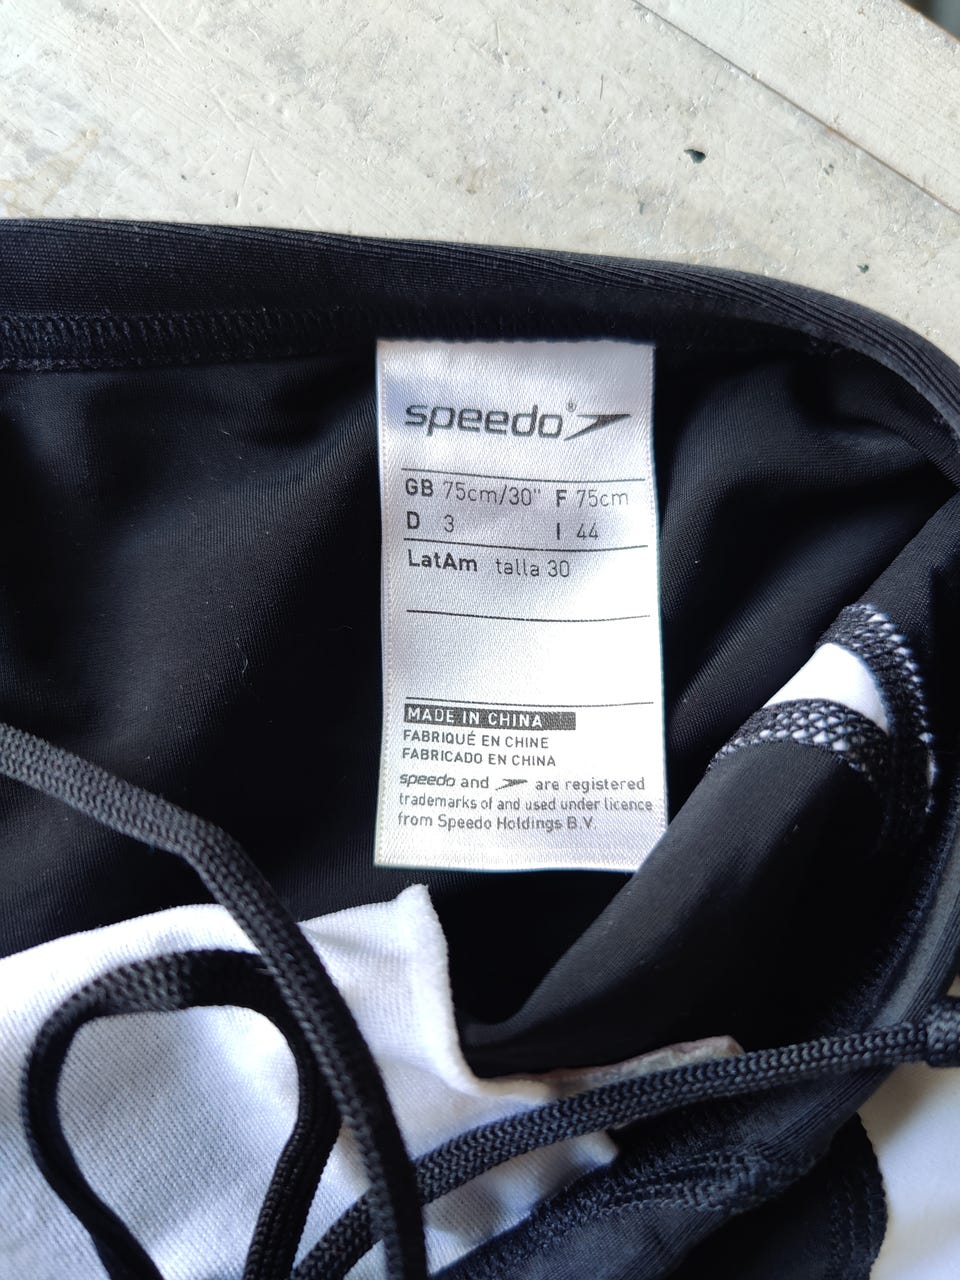 speedo®
GB 75cm/30" F 75cm
D 3 I 44
LatAm talla 30
MADE IN CHINA
FABRIQUÉ EN CHINE
FABRICADO EN CHINA
speedo and are registered
trademarks of and used under licence
from Speedo Holdings B.V.